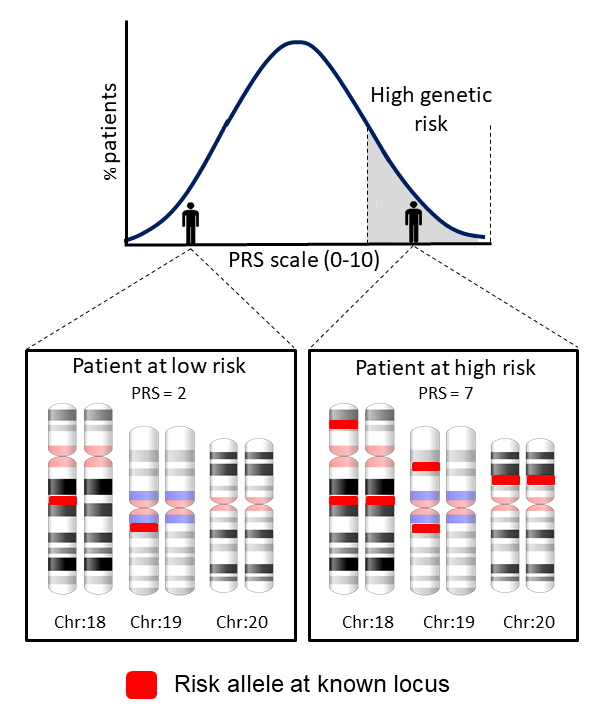 % patients
High genetic
risk
PRS scale (0-10)
Patient at low risk
PRS = 2
Chr:18 Chr:19 Chr:20
Patient at high risk
PRS = 7
Chr:18 Chr:19 Chr:20
Risk allele at known locus